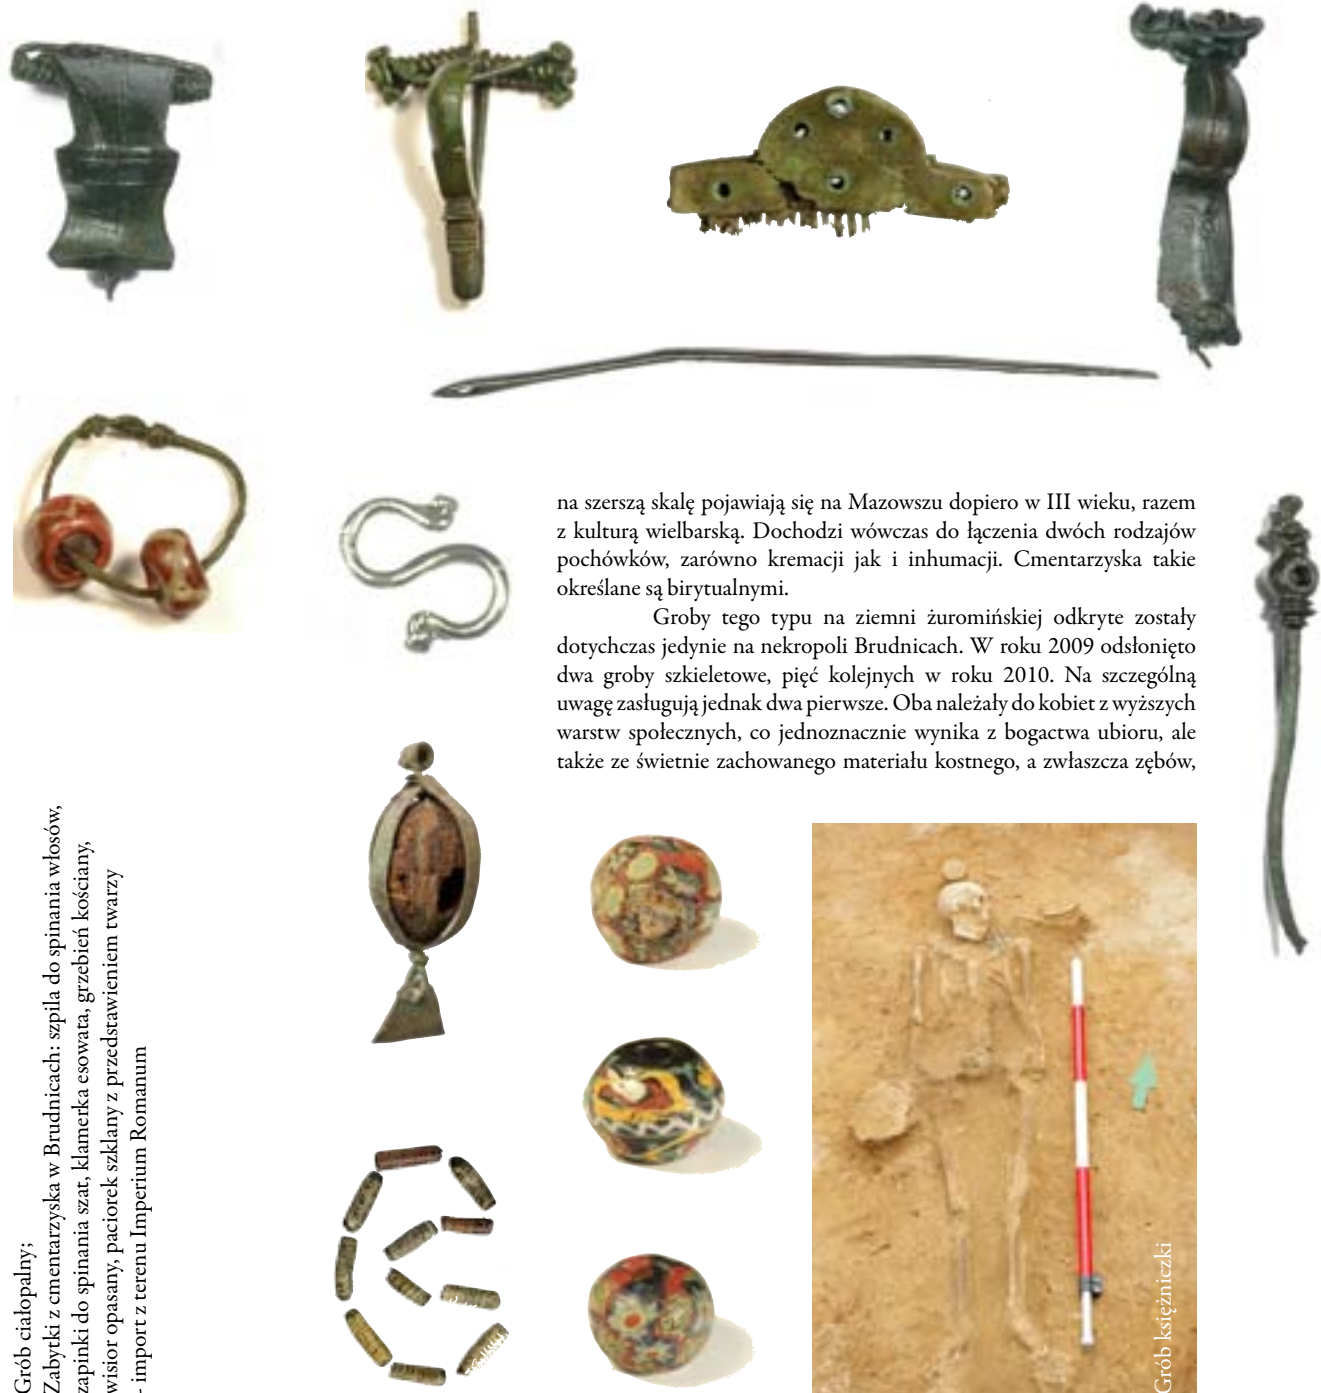 na szerszą skalę pojawiają się na Mazowszu dopiero w III wieku, razem
z kulturą wielbarską. Dochodzi wówczas do łączenia dwóch rodzajów
pochówków, zarówno kremacji jak i inhumacji. Cmentarzyska takie
określane są birytualnymi.
Groby tego typu na ziemni żuromińskiej odkryte zostały
dotychczas jedynie na nekropoli Brudnicach. W roku 2009 odsłonięto
dwa groby szkieletowe, pięć kolejnych w roku 2010. Na szczególną
uwagę zasługują jednak dwa pierwsze. Oba należały do kobiet z wyższych
warstw społecznych, co jednoznacznie wynika z bogactwa ubioru, ale
także ze świetnie zachowanego materiału kostnego, a zwłaszcza zębów,
Grób ciałopalny;
Zabytki z cmentarzyska w Brudnicach: szpila do spinania włosów,
zapinki do spinania szat, klamerka esowata, grzebień kościany,
wisior opasany, paciorek szklany z przedstawieniem twarzy
- import z terenu Imperium Romanum
Grób księżniczki